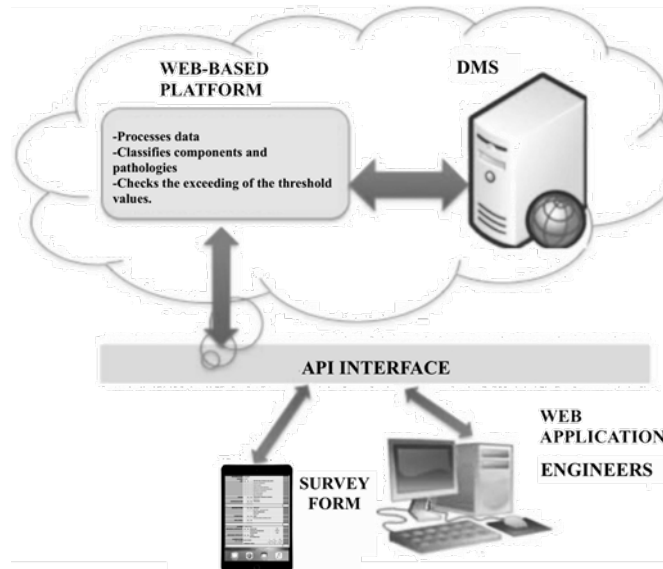 WEB-BASED
PLATFORM
DMS
-Processes data
-Classifies components and
pathologies
-Checks the exceeding of the threshold
values.
API INTERFACE
WEB
APPLICATION
ENGINEERS
SURVEY
FORM